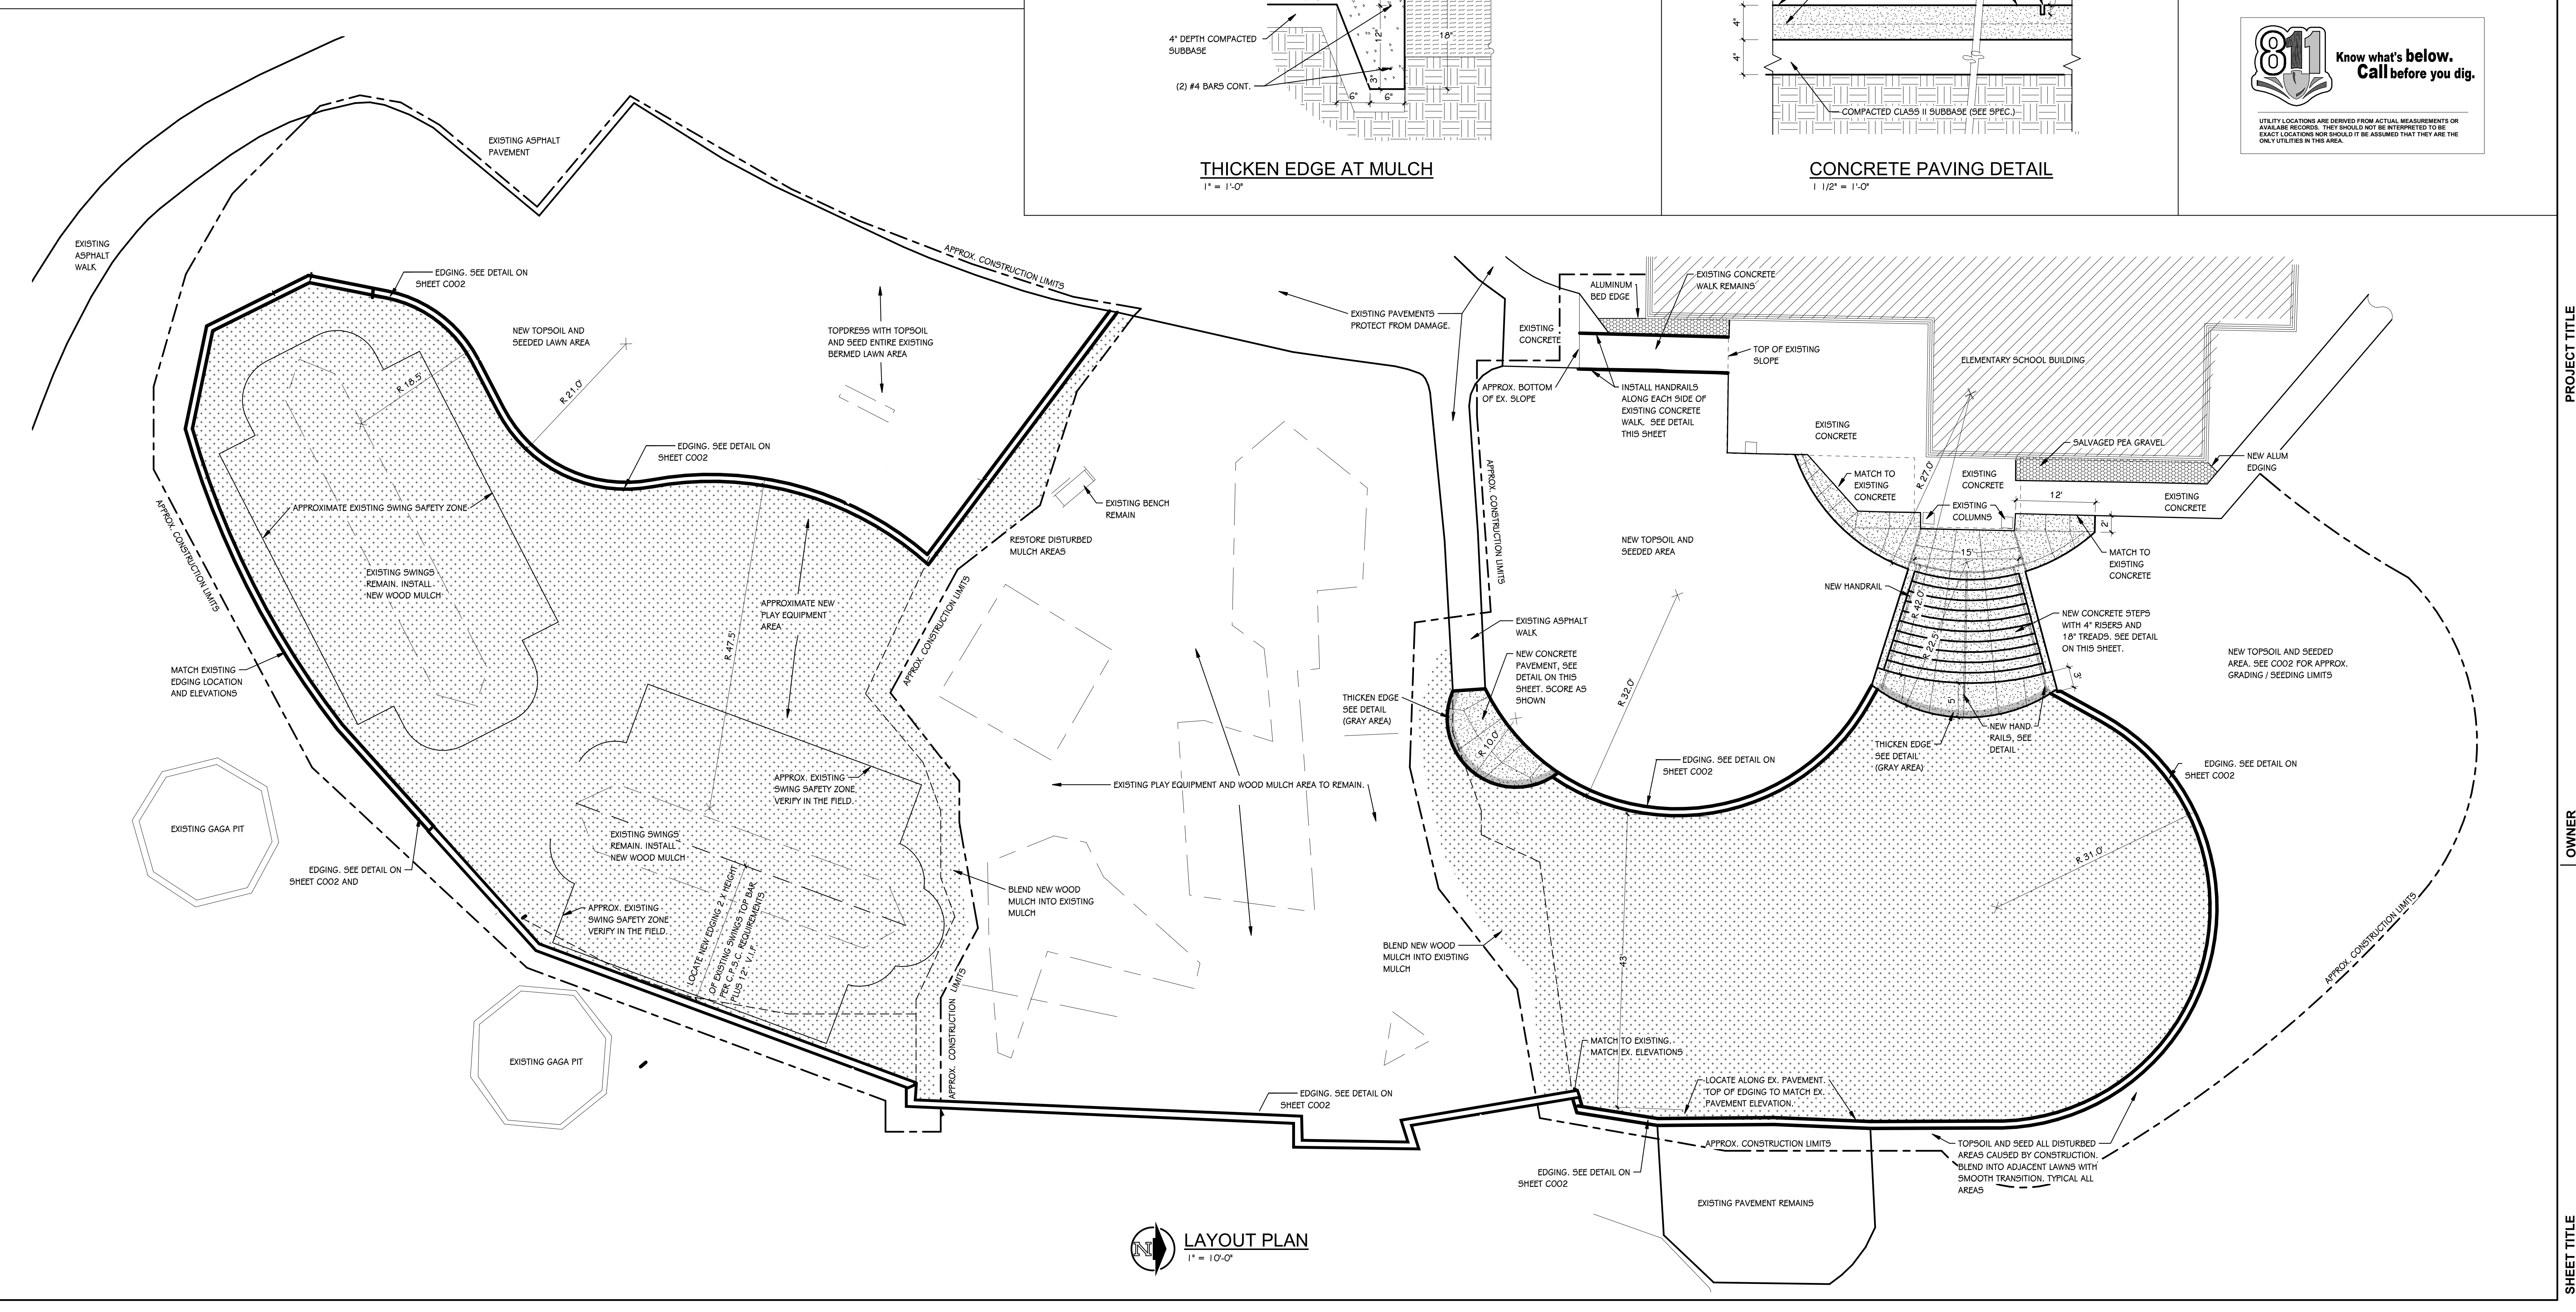 4" DEPTH COMPACTED
SUBBASE
(2) #4 BARS CONT.
12"
18"
3"
6"
6"
THICKEN EDGE AT MULCH
1" = 1'-0"
4"
4"
COMPACTED CLASS II SUBBASE (SEE SPEC.)
CONCRETE PAVING DETAIL
1 1/2" = 1'-0"
811
Know what's below.
Call before you dig.
UTILITY LOCATIONS ARE DERIVED FROM ACTUAL MEASUREMENTS OR
AVAILABE RECORDS. THEY SHOULD NOT BE INTERPRETED TO BE
EXACT LOCATIONS NOR SHOULD IT BE ASSUMED THAT THEY ARE THE
ONLY UTILITIES IN THIS AREA.
PROJECT TITLE
OWNER
SHEET TITLE
EXISTING ASPHALT
PAVEMENT
EXISTING
ASPHALT
WALK
EDGING. SEE DETAIL ON
SHEET C002
NEW TOPSOIL AND
SEEDED LAWN AREA
R 18.5'
R 21.0'
TOPDRESS WITH TOPSOIL
AND SEED ENTIRE EXISTING
BERMED LAWN AREA
APPROX. CONSTRUCTION LIMITS
EDGING. SEE DETAIL ON
SHEET C002
APPROXIMATE EXISTING SWING SAFETY ZONE
APPROX. CONSTRUCTION LIMITS
EXISTING SWINGS
REMAIN. INSTALL
NEW WOOD MULCH
EXISTING BENCH
REMAIN
RESTORE DISTURBED
MULCH AREAS
APPROXIMATE NEW
PLAY EQUIPMENT
AREA
R 47.5'
APPROX. CONSTRUCTION LIMITS
MATCH EXISTING
EDGING LOCATION
AND ELEVATIONS
APPROX. EXISTING
SWING SAFETY ZONE
VERIFY IN THE FIELD.
EXISTING GAGA PIT
EXISTING SWINGS
REMAIN. INSTALL
NEW WOOD MULCH
EDGING. SEE DETAIL ON
SHEET C002 AND
APPROX. EXISTING
SWING SAFETY ZONE
VERIFY IN THE FIELD.
LOCATE NEW EDGING 2 X HEIGHT
OF EXISTING SWINGS TOP BAR
PER C.P.S.C. REQUIREMENTS
PLUS 12" V.I.F.
BLEND NEW WOOD
MULCH INTO EXISTING
MULCH
APPROX. CONSTRUCTION LIMITS
EXISTING GAGA PIT
EXISTING PLAY EQUIPMENT AND WOOD MULCH AREA TO REMAIN.
EDGING. SEE DETAIL ON
SHEET C002
EXISTING PAVEMENTS
PROTECT FROM DAMAGE.
ALUMINUM
BED EDGE
EXISTING CONCRETE
WALK REMAINS
EXISTING
CONCRETE
TOP OF EXISTING
SLOPE
APPROX. BOTTOM
OF EX. SLOPE
INSTALL HANDRAILS
ALONG EACH SIDE OF
EXISTING CONCRETE
WALK. SEE DETAIL
THIS SHEET
ELEMENTARY SCHOOL BUILDING
EXISTING
CONCRETE
SALVAGED PEA GRAVEL
NEW ALUM
EDGING
R 27.0'
MATCH TO
EXISTING
CONCRETE
EXISTING
CONCRETE
12'
EXISTING
CONCRETE
EXISTING
COLUMNS
2'
APPROX. CONSTRUCTION LIMITS
NEW TOPSOIL AND
SEEDED AREA
15'
MATCH TO
EXISTING
CONCRETE
NEW HANDRAIL
R 42.0'
R 22.5'
NEW CONCRETE STEPS
WITH 4" RISERS AND
18" TREADS. SEE DETAIL
ON THIS SHEET.
EXISTING ASPHALT
WALK
NEW CONCRETE
PAVEMENT, SEE
DETAIL ON THIS
SHEET. SCORE AS
SHOWN
NEW TOPSOIL AND SEEDED
AREA. SEE C002 FOR APPROX.
GRADING / SEEDING LIMITS
R 32.0'
3'
THICKEN EDGE
SEE DETAIL
(GRAY AREA)
R 10.0'
5'
NEW HAND
RAILS, SEE
DETAIL
THICKEN EDGE
SEE DETAIL
(GRAY AREA)
EDGING. SEE DETAIL ON
SHEET C002
EDGING. SEE DETAIL ON
SHEET C002
R 31.0'
BLEND NEW WOOD
MULCH INTO EXISTING
MULCH
43'
APPROX. CONSTRUCTION LIMITS
MATCH TO EXISTING.
MATCH EX. ELEVATIONS
LOCATE ALONG EX. PAVEMENT.
TOP OF EDGING TO MATCH EX.
PAVEMENT ELEVATION.
APPROX. CONSTRUCTION LIMITS
TOPSOIL AND SEED ALL DISTURBED
AREAS CAUSED BY CONSTRUCTION.
BLEND INTO ADJACENT LAWNS WITH
SMOOTH TRANSITION. TYPICAL ALL
AREAS
EDGING. SEE DETAIL ON
SHEET C002
EXISTING PAVEMENT REMAINS
N
LAYOUT PLAN
1" = 10'-0"